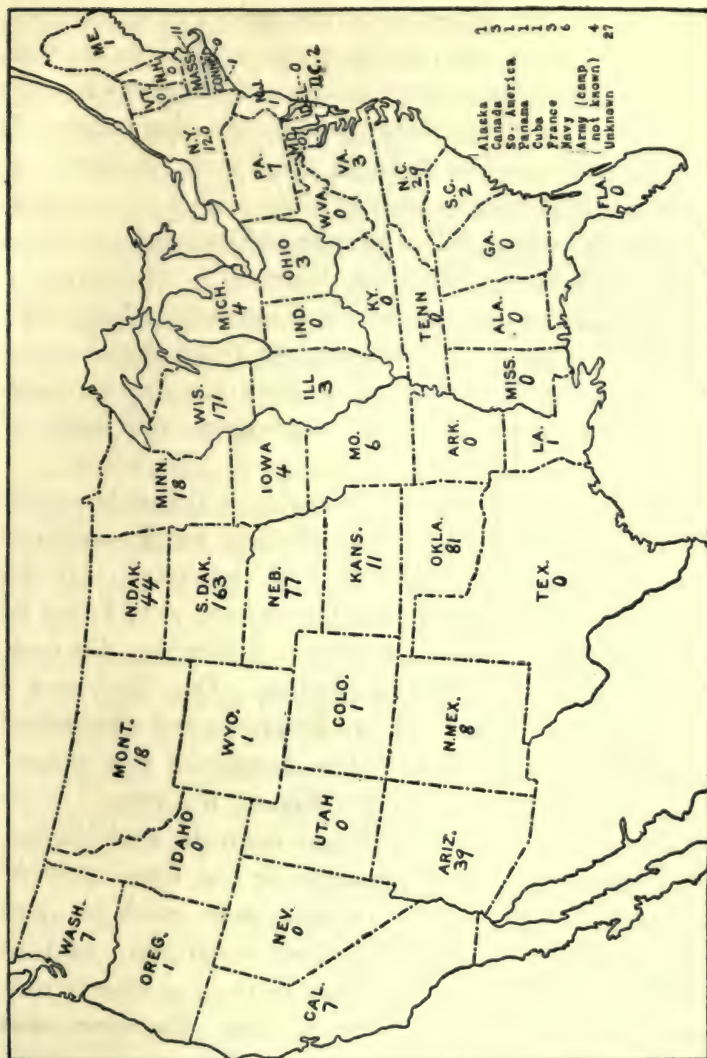 WASH.
7
OREG.
1
CAL.
7
NEV.
0
IDAHO
0
MONT.
18
WYO.
1
UTAH
0
ARIZ.
39
COLO.
1
N.MEX.
8
N.DAK.
44
S.DAK.
163
NEB.
77
KANS.
11
OKLA.
81
TEX.
0
MINN.
18
IOWA
4
MO.
6
ARK.
0
LA.
1
WIS.
171
ILL
3
MICH.
4
IND.
0
OHIO
3
KY.
0
TENN
0
MISS.
0
ALA.
0
GA.
0
FLA.
0
S.C.
2
N.C.
29
VA.
3
W.VA.
0
PA.
7
N.Y.
120
VT.
0
N.H.
0
ME.
1
MASS.
CONN.
N.J.
DEL.--0
D.C. 2
MD.
Alaska 1
Canada 3
So. America 1
Panama 1
Cuba 1
France 3
Navy 6
Army (camp
not known) 4
Unknown 27